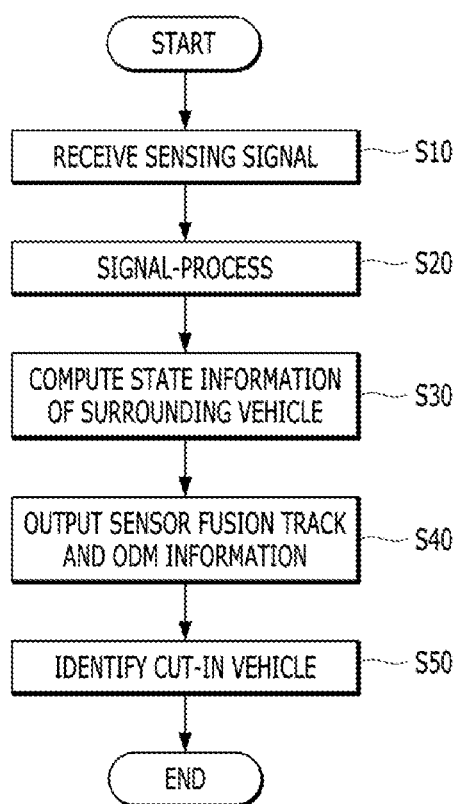 START
RECEIVE SENSING SIGNAL
S10
SIGNAL-PROCESS
S20
COMPUTE STATE INFORMATION
OF SURROUNDING VEHICLE
S30
OUTPUT SENSOR FUSION TRACK
AND ODM INFORMATION
S40
IDENTIFY CUT-IN VEHICLE
S50
END